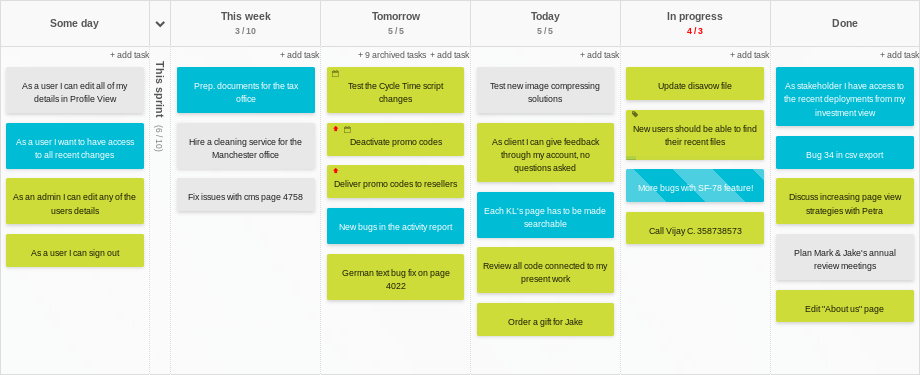 Some day
+ add task
As a user I can edit all of my
details in Profile View
As a user I want to have access
to all recent changes
As an admin I can edit any of the
users details
As a user I can sign out
This sprint (6 / 10)
This week
3 / 10
+ add task
Prep. documents for the tax
office
Hire a cleaning service for the
Manchester office
Fix issues with cms page 4758
Tomorrow
5 / 5
+ 9 archived tasks + add task
Test the Cycle Time script
changes
Deactivate promo codes
Deliver promo codes to resellers
New bugs in the activity report
German text bug fix on page
4022
Today
5 / 5
+ add task
Test new image compressing
solutions
As client I can give feedback
through my account, no
questions asked
Each KL's page has to be made
searchable
Review all code connected to my
present work
Order a gift for Jake
In progress
4 / 3
+ add task
Update disavow file
New users should be able to find
their recent files
More bugs with SF-78 feature!
Call Vijay C. 358738573
Done
+ add task
As stakeholder I have access to
the recent deployments from my
investment view
Bug 34 in csv export
Discuss increasing page view
strategies with Petra
Plan Mark & Jake's annual
review meetings
Edit "About us" page